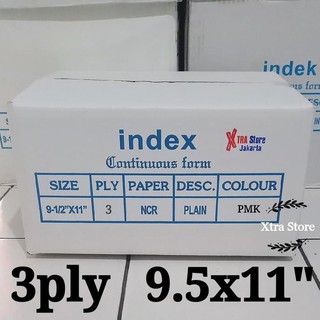 index
XTRA Store
Jakarta
Continuous form
SIZE PLY PAPER DESC. COLOUR
9-1/2"X11" 3 NCR PLAIN PMK
Xtra Store
3ply 9.5x11"
index